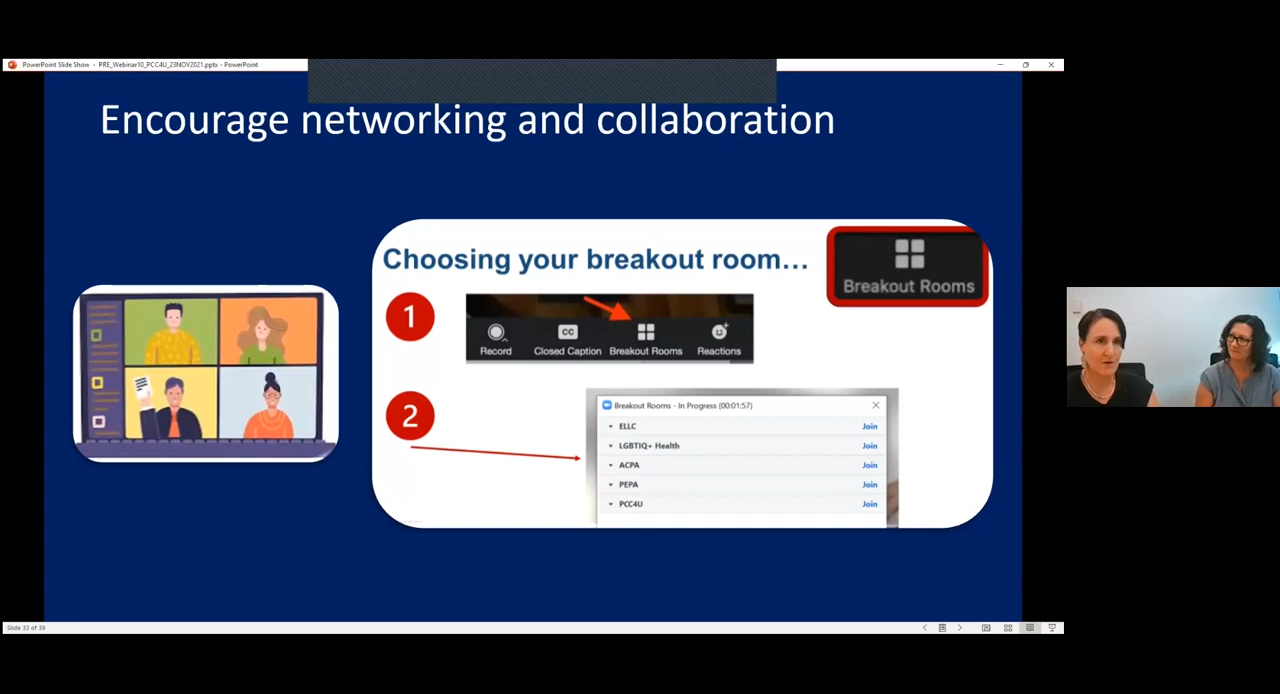 PowerPoint Slide Show - PRE_Webinar10_PCC4U_23NOV2021.pptx - PowerPoint
Encourage networking and collaboration
Choosing your breakout room...
Breakout Rooms
1
CC
Record
Closed Caption
Breakout Rooms
Reactions
2
Breakout Rooms - In Progress (00:01:57)
ELLC Join
LGBTIQ+ Health Join
ACPA Join
PEPA Join
PCC4U Join
Slide 33 of 39